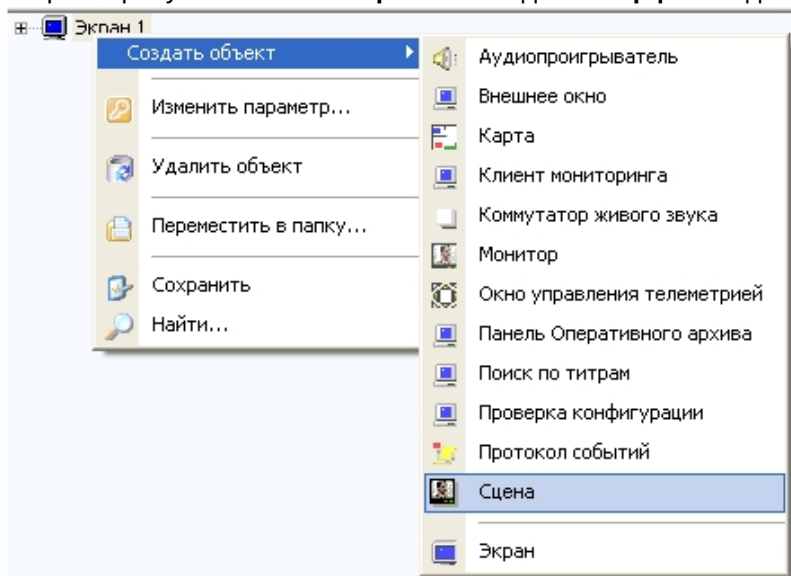 Экран 1
Создать объект
Изменить параметр...
Удалить объект
Переместить в папку...
Сохранить
Найти...
Аудиопроигрыватель
Внешнее окно
Карта
Клиент мониторинга
Коммутатор живого звука
Монитор
Окно управления телеметрией
Панель Оперативного архива
Поиск по титрам
Проверка конфигурации
Протокол событий
Сцена
Экран